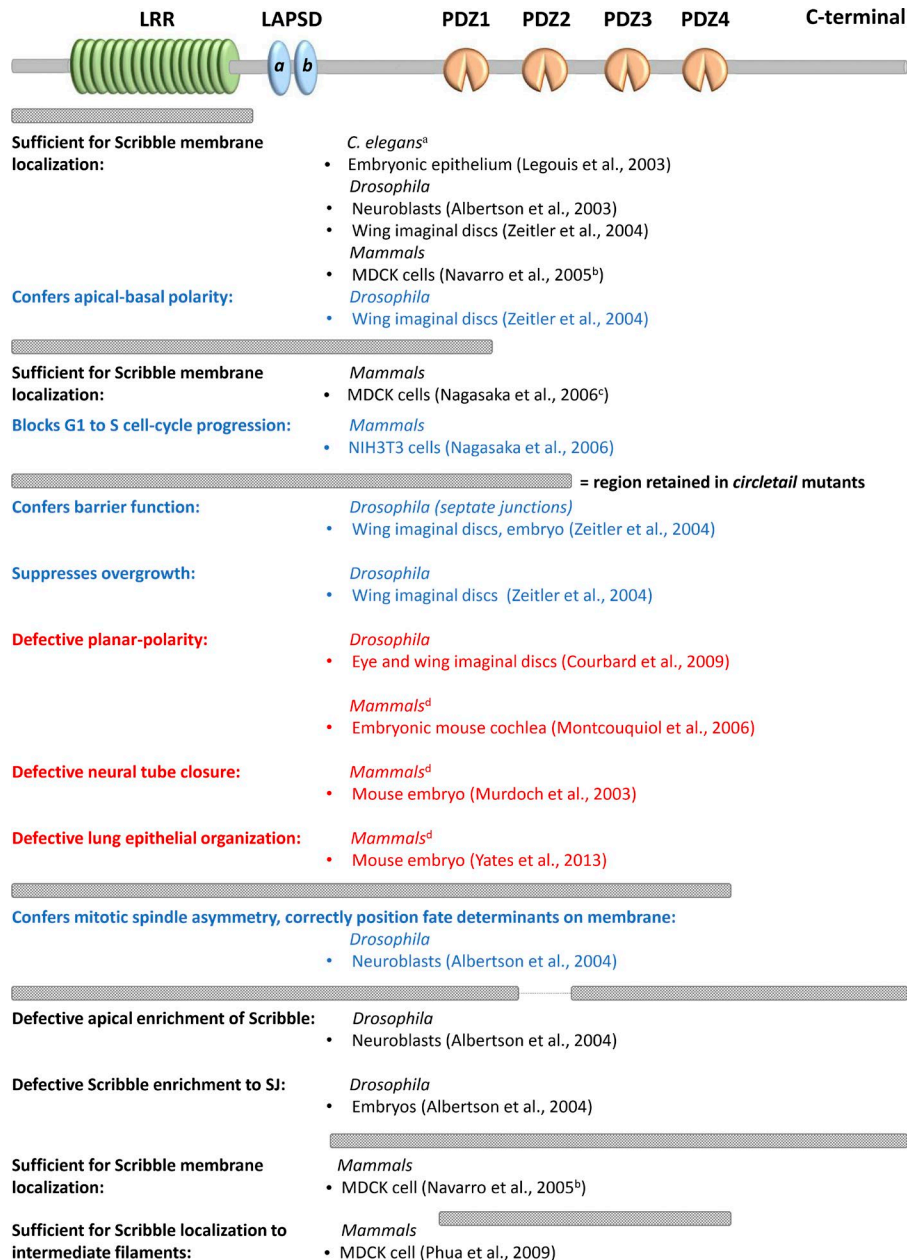 LRR LAPSD PDZ1 PDZ2 PDZ3 PDZ4 C-terminal
a b
Sufficient for Scribble membrane
localization:
C. elegansᵃ
• Embryonic epithelium (Legouis et al., 2003)
Drosophila
• Neuroblasts (Albertson et al., 2003)
• Wing imaginal discs (Zeitler et al., 2004)
Mammals
• MDCK cells (Navarro et al., 2005ᵇ)
Confers apical-basal polarity: Drosophila
• Wing imaginal discs (Zeitler et al., 2004)
Sufficient for Scribble membrane
localization:
Mammals
• MDCK cells (Nagasaka et al., 2006ᶜ)
Blocks G1 to S cell-cycle progression: Mammals
• NIH3T3 cells (Nagasaka et al., 2006)
= region retained in circletail mutants
Confers barrier function: Drosophila (septate junctions)
• Wing imaginal discs, embryo (Zeitler et al., 2004)
Suppresses overgrowth: Drosophila
• Wing imaginal discs (Zeitler et al., 2004)
Defective planar-polarity: Drosophila
• Eye and wing imaginal discs (Courbard et al., 2009)
Mammalsᵈ
• Embryonic mouse cochlea (Montcouquiol et al., 2006)
Defective neural tube closure: Mammalsᵈ
• Mouse embryo (Murdoch et al., 2003)
Defective lung epithelial organization: Mammalsᵈ
• Mouse embryo (Yates et al., 2013)
Confers mitotic spindle asymmetry, correctly position fate determinants on membrane:
Drosophila
• Neuroblasts (Albertson et al., 2004)
Defective apical enrichment of Scribble: Drosophila
• Neuroblasts (Albertson et al., 2004)
Defective Scribble enrichment to SJ: Drosophila
• Embryos (Albertson et al., 2004)
Sufficient for Scribble membrane
localization:
Mammals
• MDCK cell (Navarro et al., 2005ᵇ)
Sufficient for Scribble localization to
intermediate filaments:
Mammals
• MDCK cell (Phua et al., 2009)